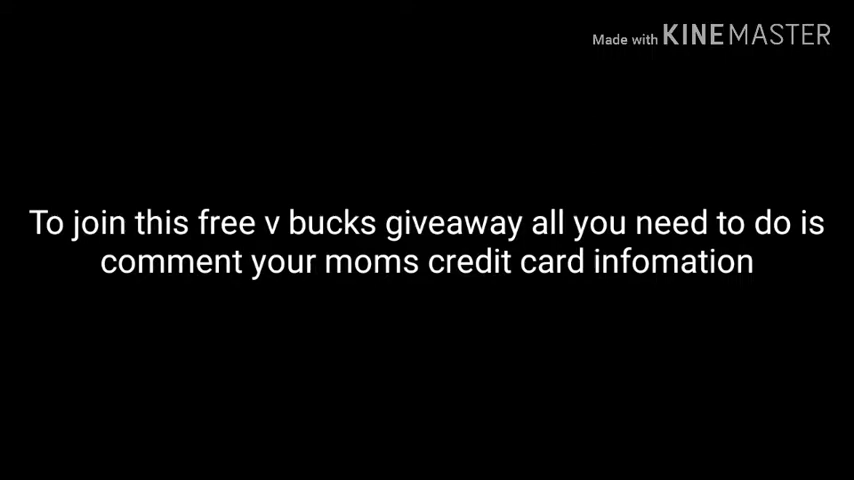 Made with KINEMASTER
To join this free v bucks giveaway all you need to do is
comment your moms credit card infomation